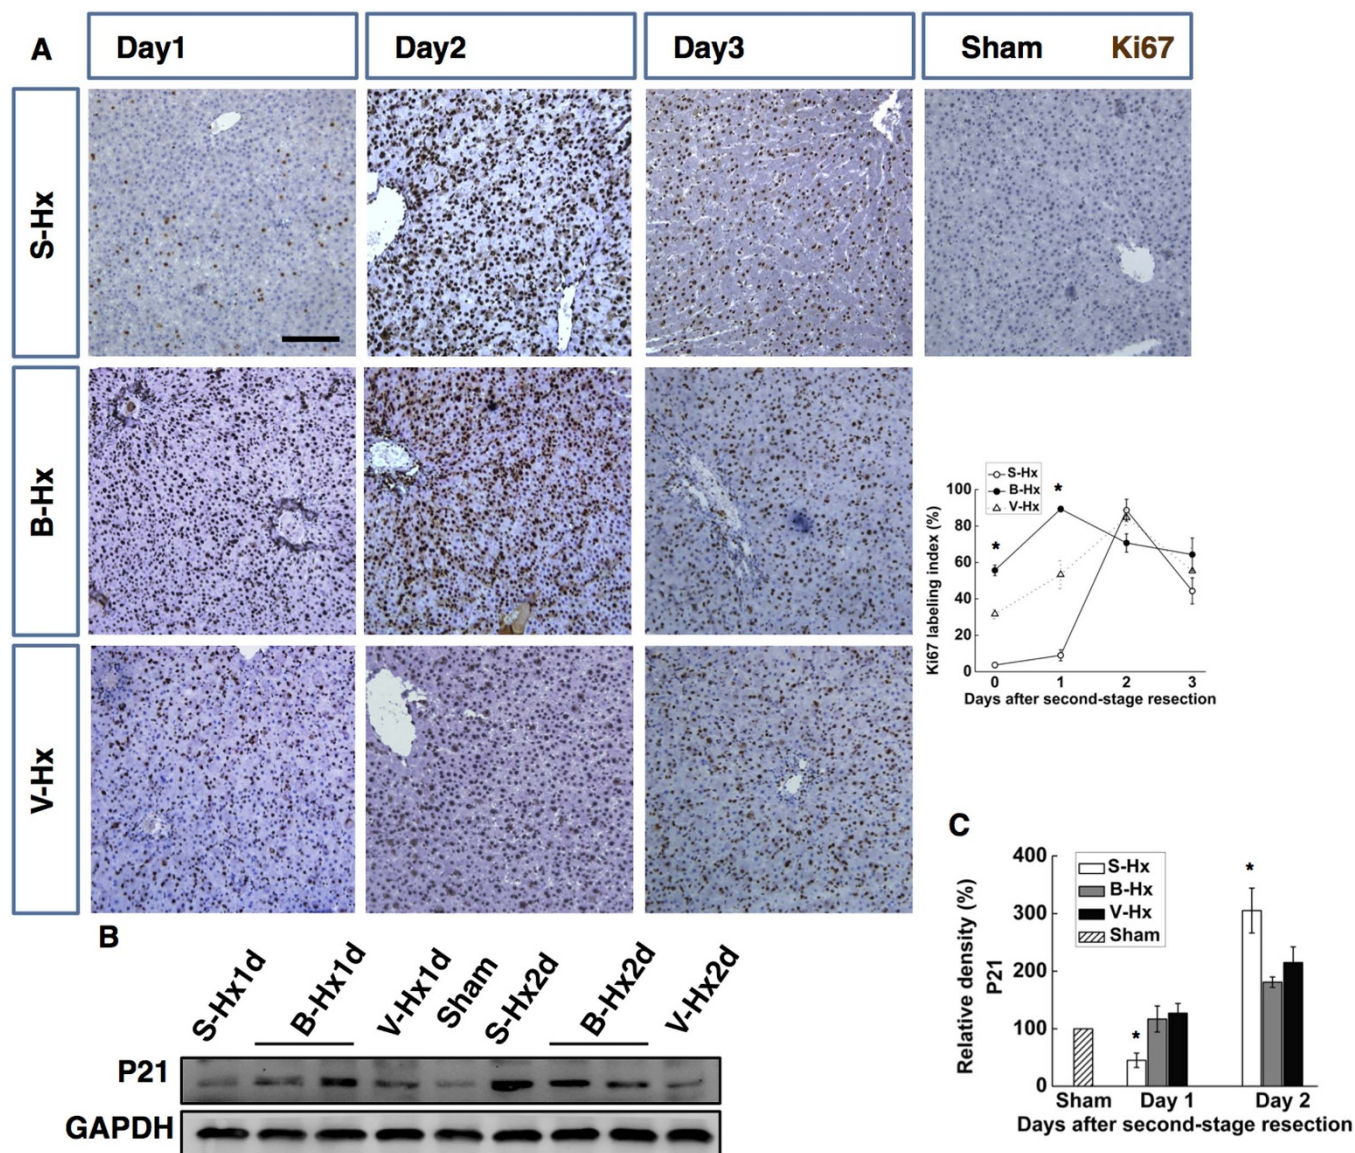 A
Day1
Day2
Day3
Sham Ki67
S-Hx
B-Hx
V-Hx
S-Hx
B-Hx
V-Hx
*
*
100
80
60
40
20
0
Ki67 labeling index (%)
0 1 2 3
Days after second-stage resection
B
S-Hx1d
B-Hx1d
V-Hx1d
Sham
S-Hx2d
B-Hx2d
V-Hx2d
P21
GAPDH
C
S-Hx
B-Hx
V-Hx
Sham
*
*
400
300
200
100
0
Relative density (%)
P21
Sham Day 1 Day 2
Days after second-stage resection